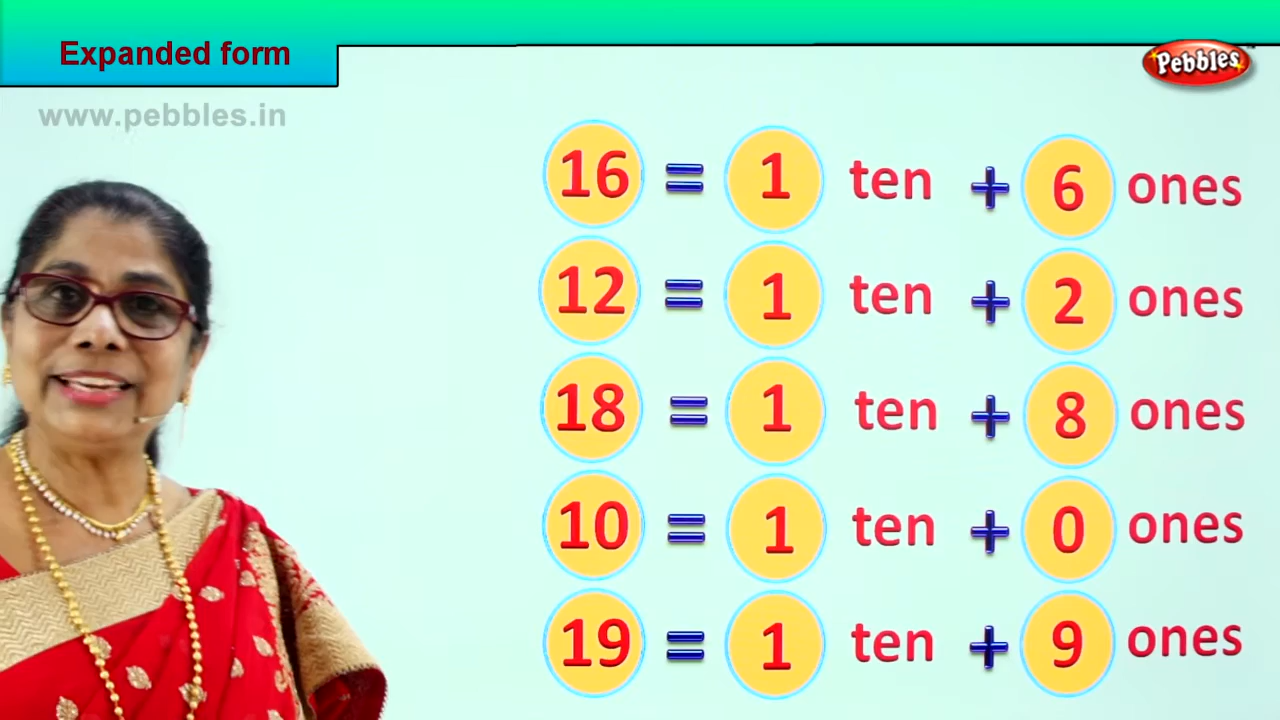 Expanded form
Pebbles
www.pebbles.in
16 = 1 ten + 6 ones
12 = 1 ten + 2 ones
18 = 1 ten + 8 ones
10 = 1 ten + 0 ones
19 = 1 ten + 9 ones